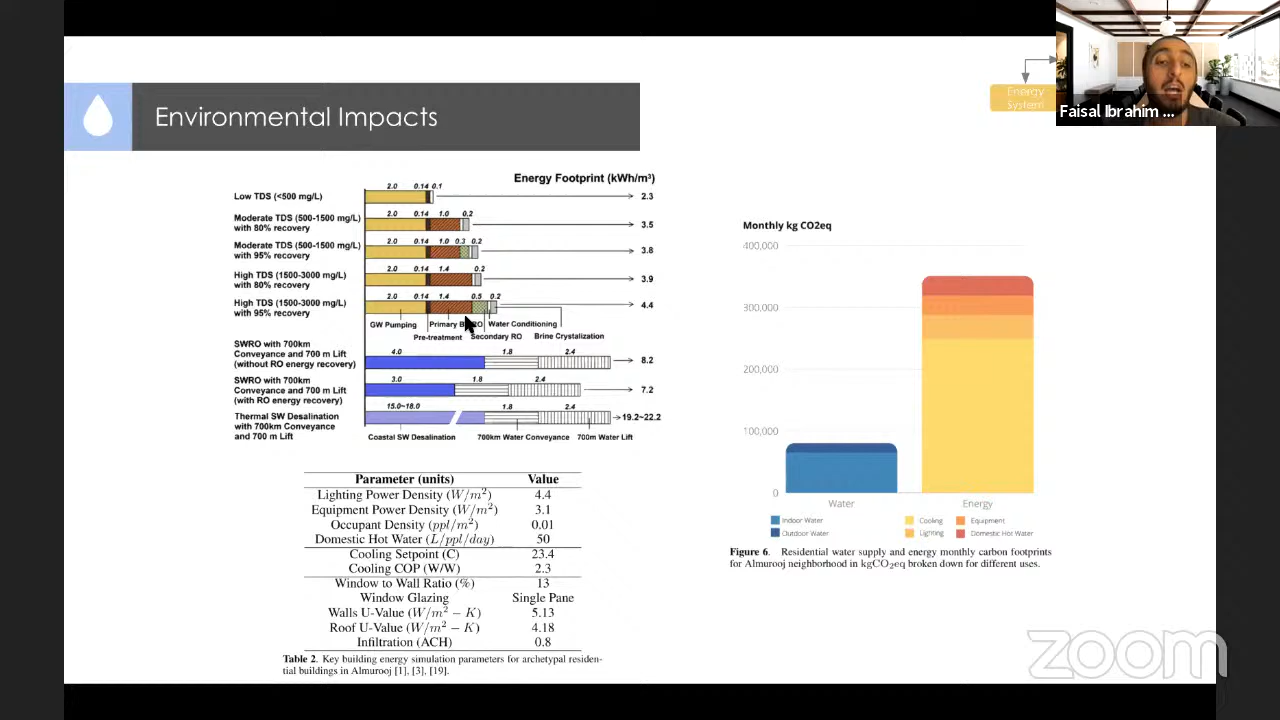 Environmental Impacts
Energy
System
Faisal Ibrahim ...
Energy Footprint (kWh/m³)
Low TDS (<500 mg/L)
2.0 0.14 0.1
2.3
Moderate TDS (500-1500 mg/L)
with 80% recovery
2.0 0.14 1.0 0.2
3.5
Moderate TDS (500-1500 mg/L)
with 95% recovery
2.0 0.14 1.0 0.3 0.2
3.8
High TDS (1500-3000 mg/L)
with 80% recovery
2.0 0.14 1.4 0.2
3.9
High TDS (1500-3000 mg/L)
with 95% recovery
2.0 0.14 1.4 0.5 0.2
4.4
GW Pumping Primary RO Water Conditioning
Pre-treatment Secondary RO Brine Crystalization
SWRO with 700km
Conveyance and 700 m Lift
(without RO energy recovery)
4.0 1.8 2.4
8.2
SWRO with 700km
Conveyance and 700 m Lift
(with RO energy recovery)
3.0 1.8 2.4
7.2
Thermal SW Desalination
with 700km Conveyance
and 700 m Lift
15.0~18.0 1.8 2.4
19.2~22.2
Coastal SW Desalination 700km Water Conveyance 700m Water Lift
Parameter (units) Value
Lighting Power Density (W/m²) 4.4
Equipment Power Density (W/m²) 3.1
Occupant Density (ppl/m²) 0.01
Domestic Hot Water (L/ppl/day) 50
Cooling Setpoint (C) 23.4
Cooling COP (W/W) 2.3
Window to Wall Ratio (%) 13
Window Glazing Single Pane
Walls U-Value (W/m² − K) 5.13
Roof U-Value (W/m² − K) 4.18
Infiltration (ACH) 0.8
Table 2. Key building energy simulation parameters for archetypal residen-
tial buildings in Almurooj [1], [3], [19].
Monthly kg CO2eq
400,000
300,000
200,000
100,000
0
Water Energy
Indoor Water Cooling Equipment
Outdoor Water Lighting Domestic Hot Water
Figure 6. Residential water supply and energy monthly carbon footprints
for Almurooj neighborhood in kgCO₂eq broken down for different uses.
zoom